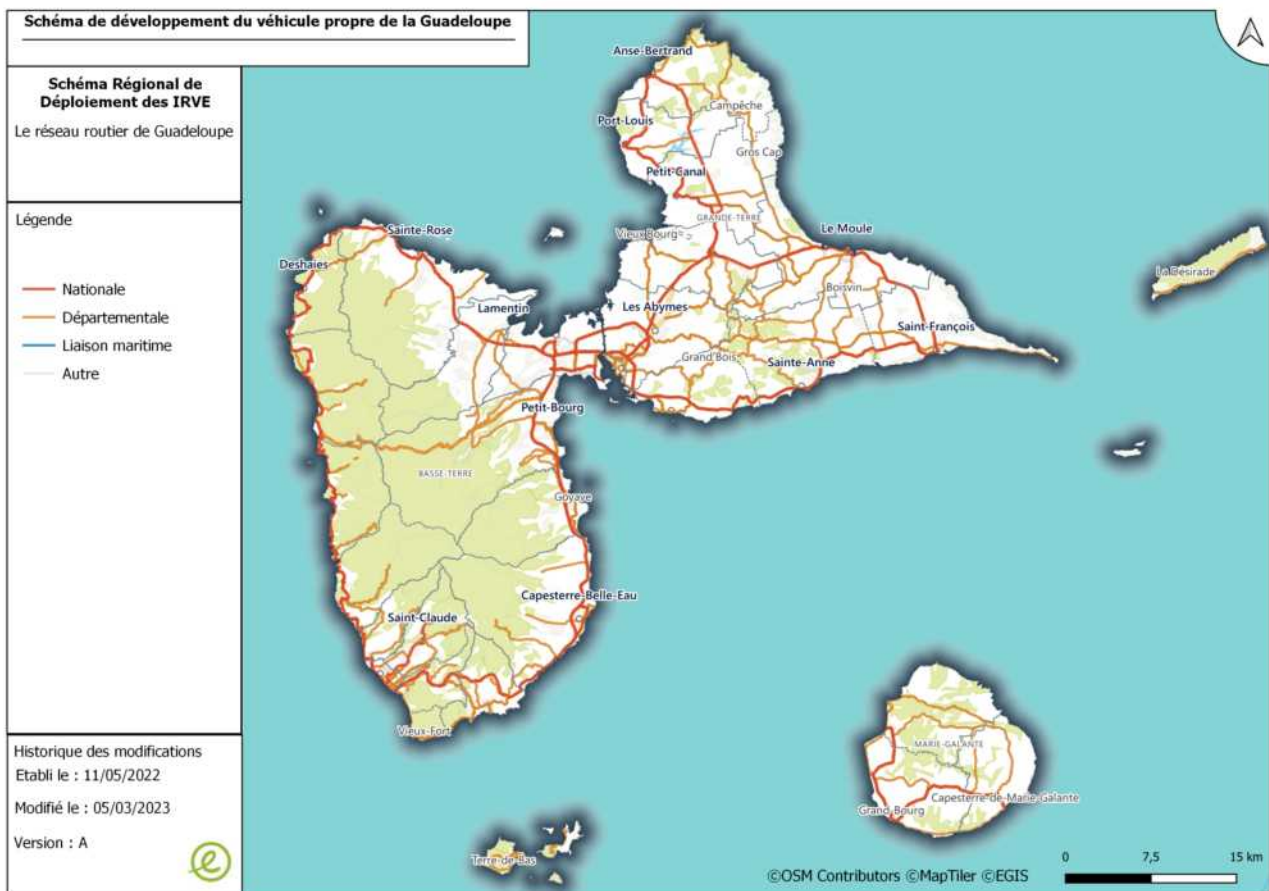 Schéma de développement du véhicule propre de la Guadeloupe
Schéma Régional de
Déploiement des IRVE
Le réseau routier de Guadeloupe
Légende
Nationale
Départementale
Liaison maritime
Autre
Historique des modifications
Etabli le : 11/05/2022
Modifié le : 05/03/2023
Version : A
Anse-Bertrand
Campêche
Port-Louis
Gros Cap
Petit-Canal
GRANDE-TERRE
Sainte-Rose
Vieux Bourg
Le Moule
Deshaies
La Désirade
Boisvin
Lamentin
Les Abymes
Saint-François
Grand Bois
Sainte-Anne
Petit-Bourg
BASSE-TERRE
Goyave
Capesterre-Belle-Eau
Saint-Claude
Vieux-Fort
MARIE-GALANTE
Capesterre-de-Marie-Galante
Grand-Bourg
Terre-de-Bas
0 7,5 15 km
©OSM Contributors ©MapTiler ©EGIS